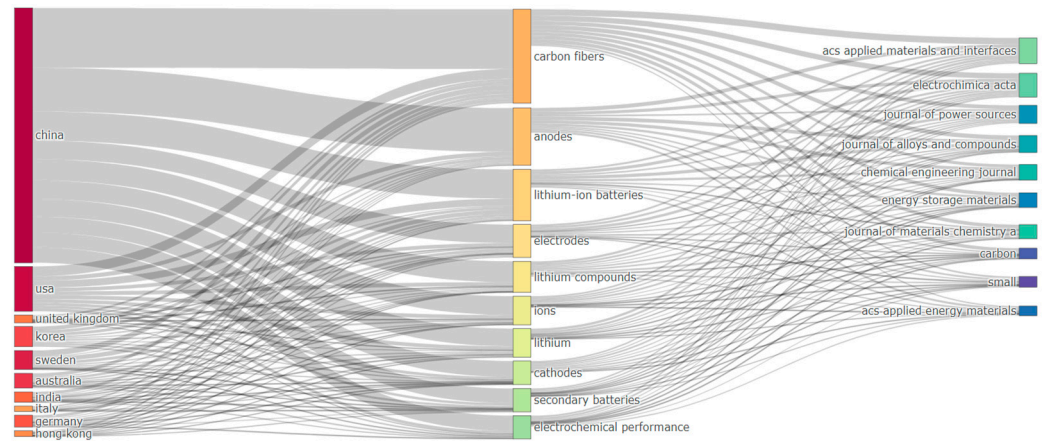 china
usa
united kingdom
korea
sweden
australia
india
italy
germany
hong-kong
carbon fibers
anodes
lithium-ion batteries
electrodes
lithium compounds
ions
lithium
cathodes
secondary batteries
electrochemical performance
acs applied materials and interfaces
electrochimica acta
journal of power sources
journal of alloys and compounds
chemical engineering journal
energy storage materials
journal of materials chemistry a
carbon
small
acs applied energy materials